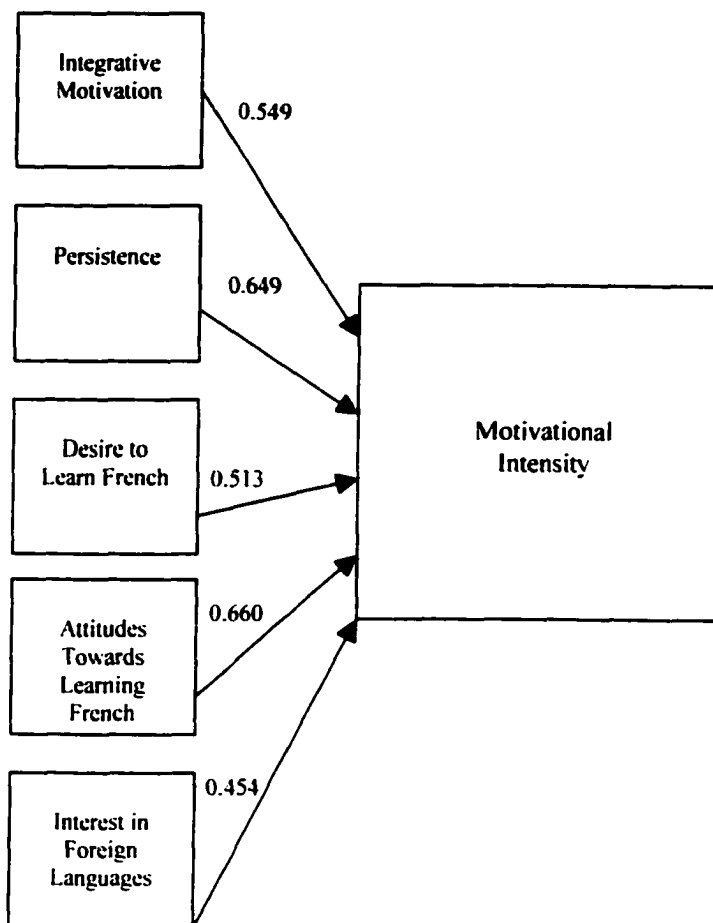 Integrative
Motivation
0.549
Persistence
0.649
Desire to
Learn French
0.513
Motivational
Intensity
Attitudes
Towards
Learning
French
0.660
Interest in
Foreign
Languages
0.454